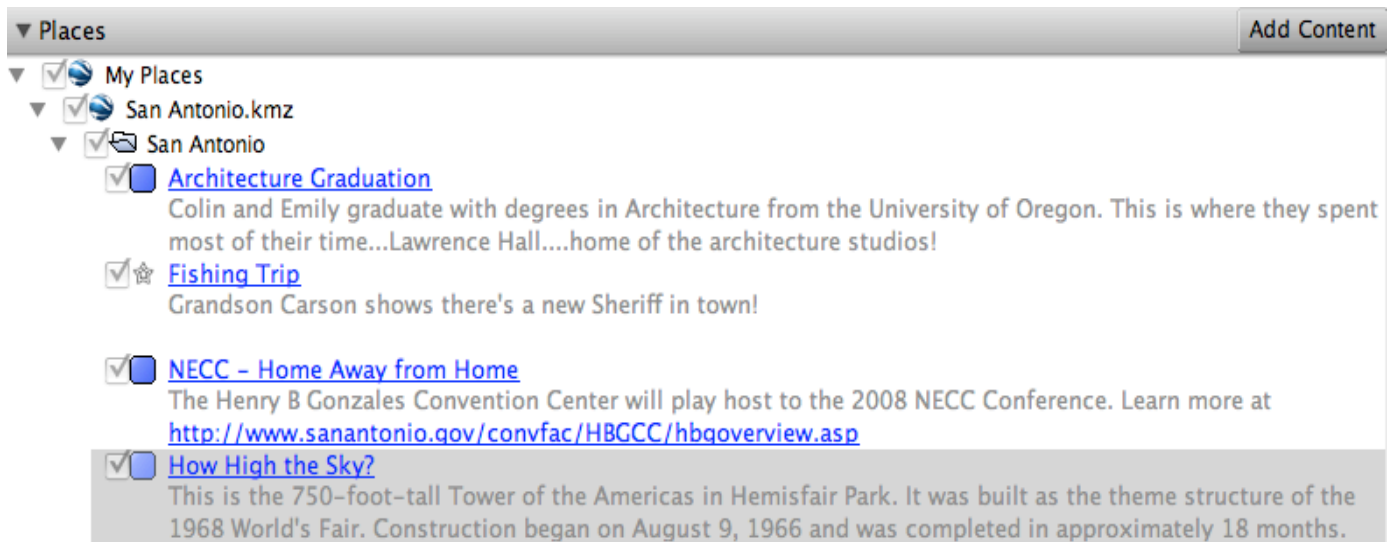 Places
Add Content
My Places
San Antonio.kmz
San Antonio
Architecture Graduation
Colin and Emily graduate with degrees in Architecture from the University of Oregon. This is where they spent
most of their time...Lawrence Hall....home of the architecture studios!
Fishing Trip
Grandson Carson shows there's a new Sheriff in town!
NECC – Home Away from Home
The Henry B Gonzales Convention Center will play host to the 2008 NECC Conference. Learn more at
http://www.sanantonio.gov/convfac/HBGCC/hbgoverview.asp
How High the Sky?
This is the 750-foot-tall Tower of the Americas in Hemisfair Park. It was built as the theme structure of the
1968 World's Fair. Construction began on August 9, 1966 and was completed in approximately 18 months.